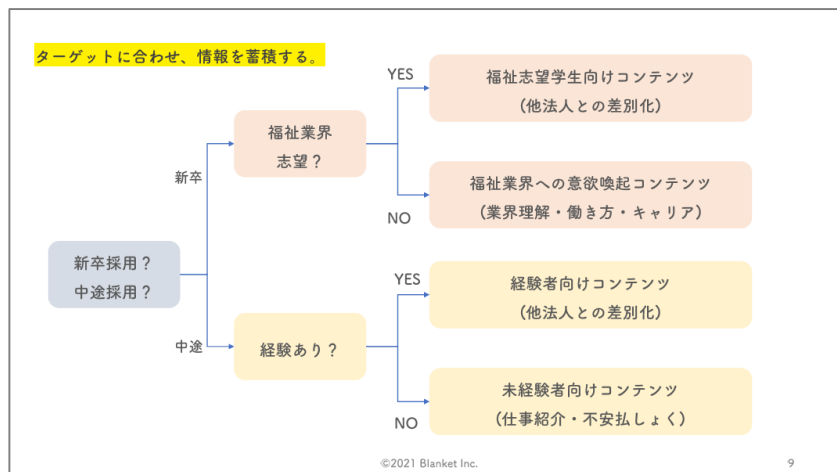 ターゲットに合わせ、情報を蓄積する。
新卒採用？
中途採用？
新卒
福祉業界
志望？
YES
福祉志望学生向けコンテンツ
(他法人との差別化)
NO
福祉業界への意欲喚起コンテンツ
(業界理解・働き方・キャリア)
中途
経験あり？
YES
経験者向けコンテンツ
(他法人との差別化)
NO
未経験者向けコンテンツ
(仕事紹介・不安払しょく)
©2021 Blanket Inc.
9